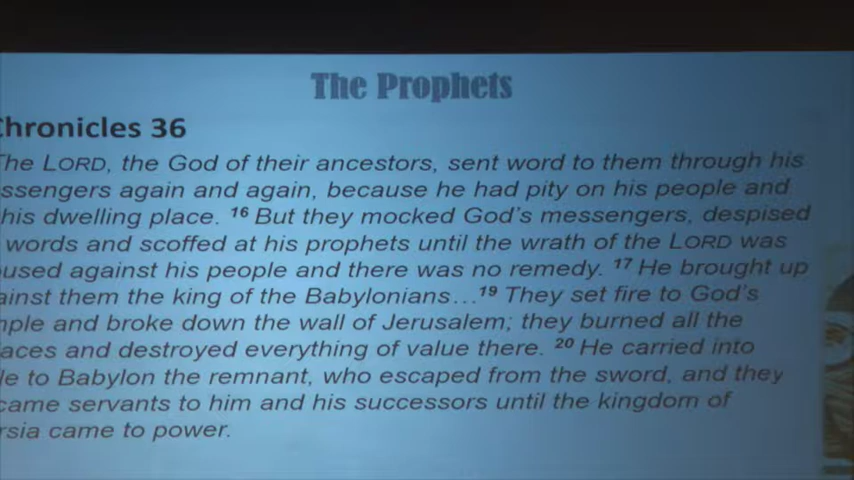 The Prophets
Chronicles 36
The LORD, the God of their ancestors, sent word to them through his
ssengers again and again, because he had pity on his people and
his dwelling place. 16 But they mocked God's messengers, despised
words and scoffed at his prophets until the wrath of the LORD was
oused against his people and there was no remedy. 17 He brought up
ainst them the king of the Babylonians...19 They set fire to God's
mple and broke down the wall of Jerusalem; they burned all the
aces and destroyed everything of value there. 20 He carried into
le to Babylon the remnant, who escaped from the sword, and they
came servants to him and his successors until the kingdom of
rsia came to power.